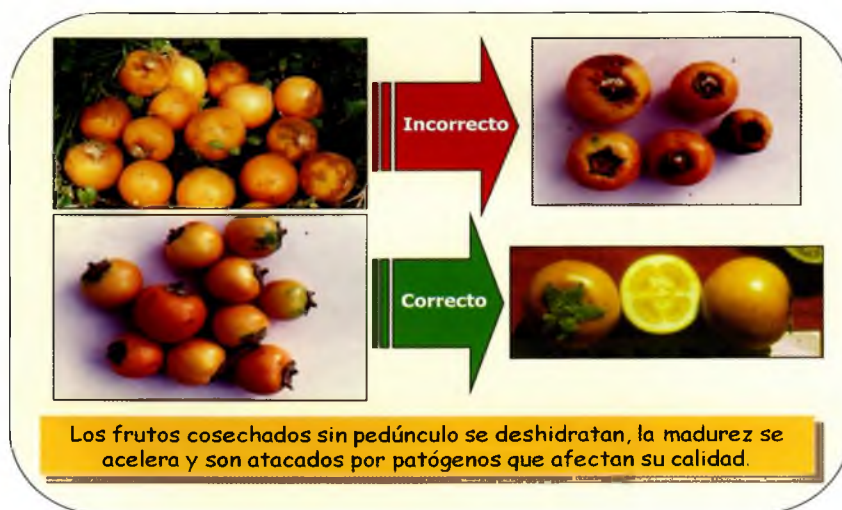 Incorrecto
Correcto
Los frutos cosechados sin pedúnculo se deshidratan, la madurez se
acelera y son atacados por patógenos que afectan su calidad.